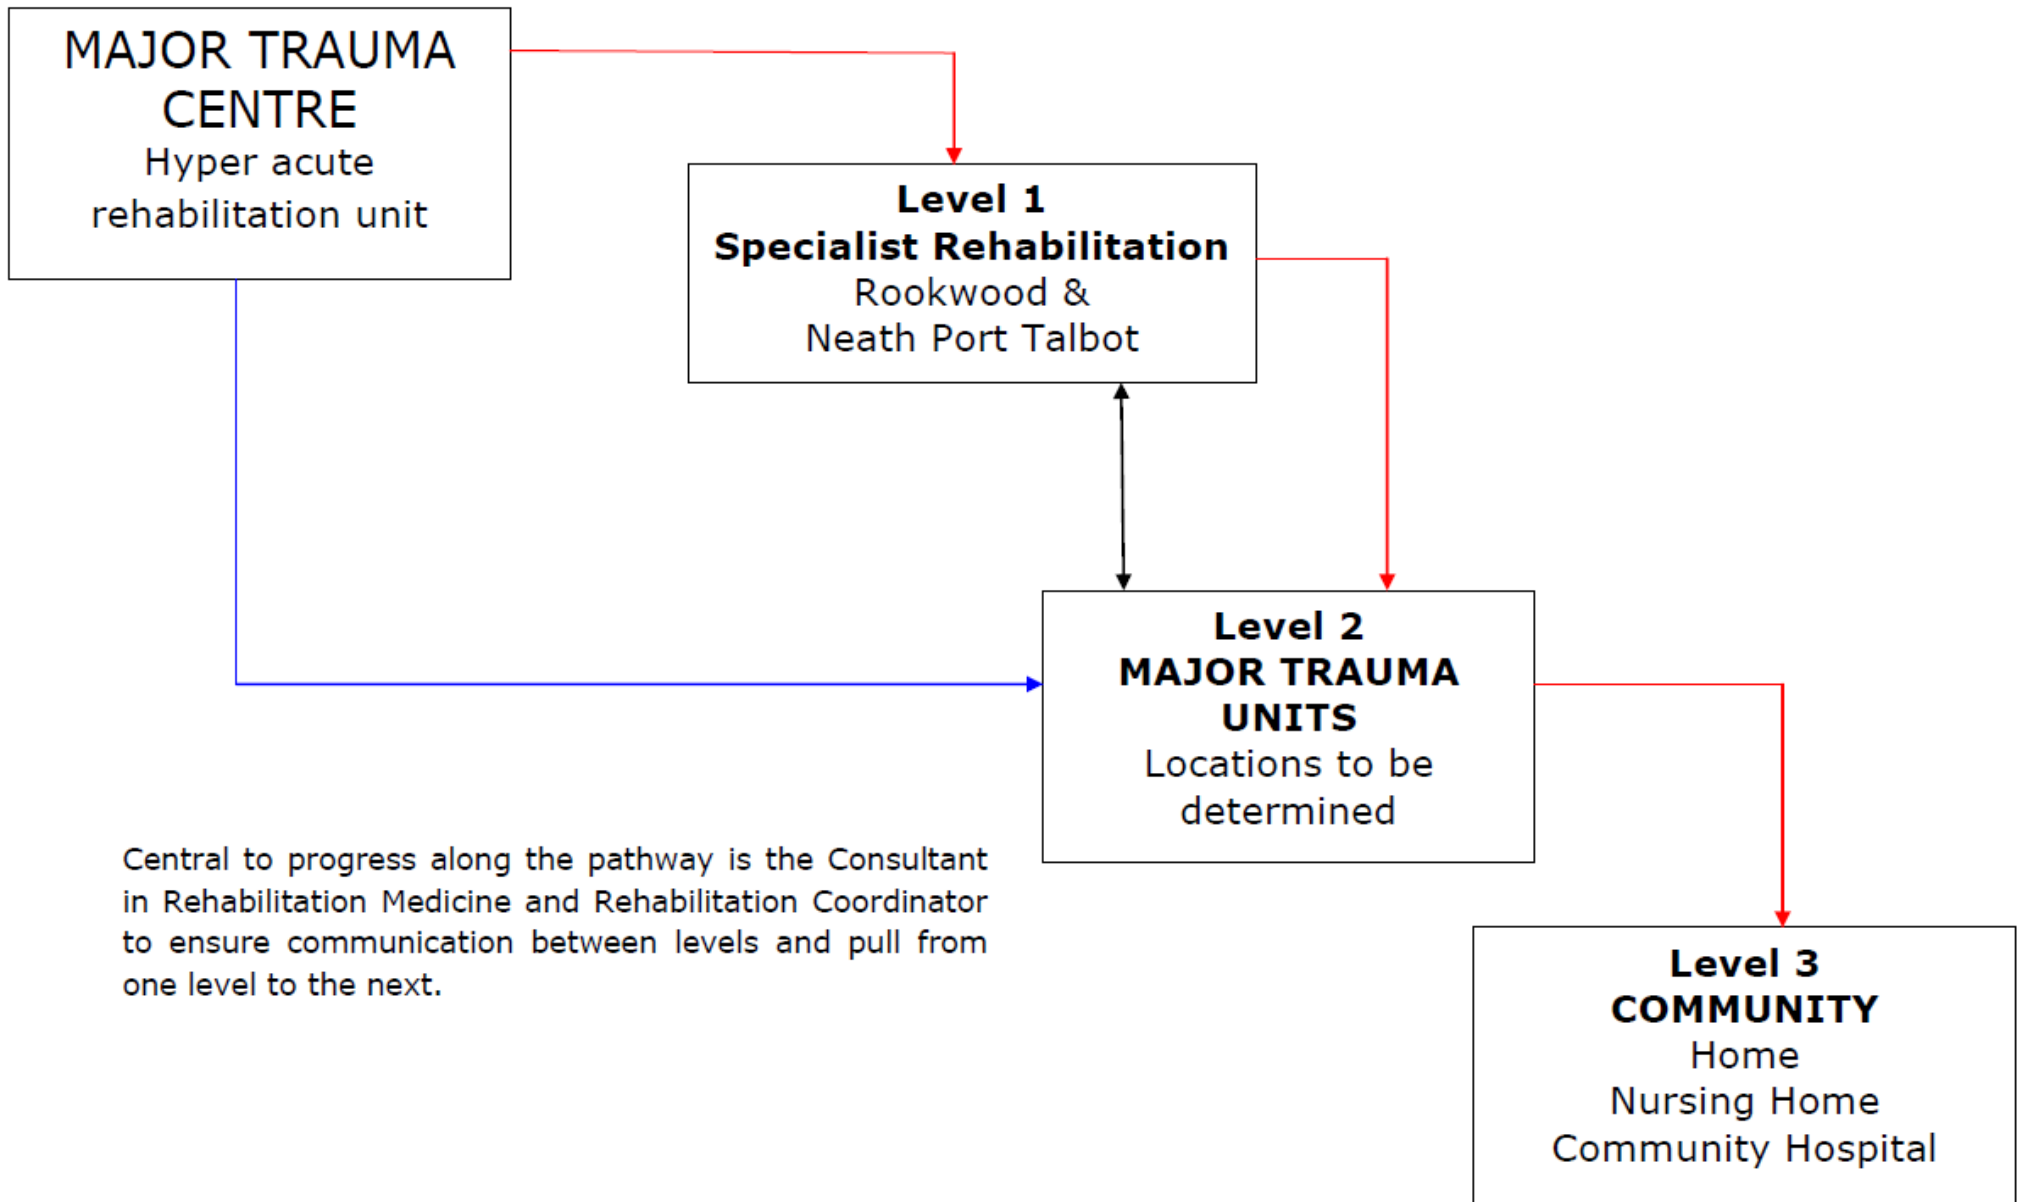 MAJOR TRAUMA
CENTRE
Hyper acute
rehabilitation unit
Level 1
Specialist Rehabilitation
Rookwood &
Neath Port Talbot
Level 2
MAJOR TRAUMA
UNITS
Locations to be
determined
Central to progress along the pathway is the Consultant
in Rehabilitation Medicine and Rehabilitation Coordinator
to ensure communication between levels and pull from
one level to the next.
Level 3
COMMUNITY
Home
Nursing Home
Community Hospital